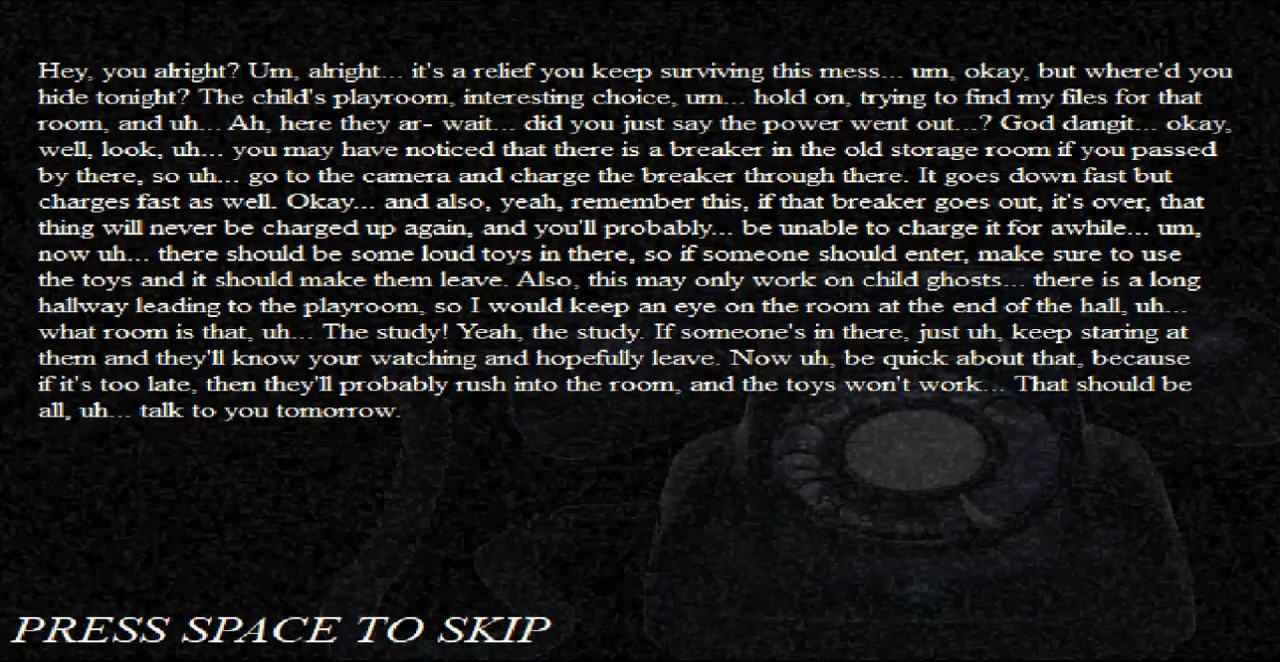 Hey, you alright? Um, alright... it's a relief you keep surviving this mess... um, okay, but where'd you
hide tonight? The child's playroom, interesting choice, um... hold on, trying to find my files for that
room, and uh... Ah, here they ar- wait... did you just say the power went out...? God dangit... okay,
well, look, uh... you may have noticed that there is a breaker in the old storage room if you passed
by there, so uh... go to the camera and charge the breaker through there. It goes down fast but
charges fast as well. Okay... and also, yeah, remember this, if that breaker goes out, it's over, that
thing will never be charged up again, and you'll probably... be unable to charge it for awhile... um,
now uh... there should be some loud toys in there, so if someone should enter, make sure to use
the toys and it should make them leave. Also, this may only work on child ghosts... there is a long
hallway leading to the playroom, so I would keep an eye on the room at the end of the hall, uh...
what room is that, uh... The study! Yeah, the study. If someone's in there, just uh, keep staring at
them and they'll know your watching and hopefully leave. Now uh, be quick about that, because
if it's too late, then they'll probably rush into the room, and the toys won't work... That should be
all, uh... talk to you tomorrow.
PRESS SPACE TO SKIP